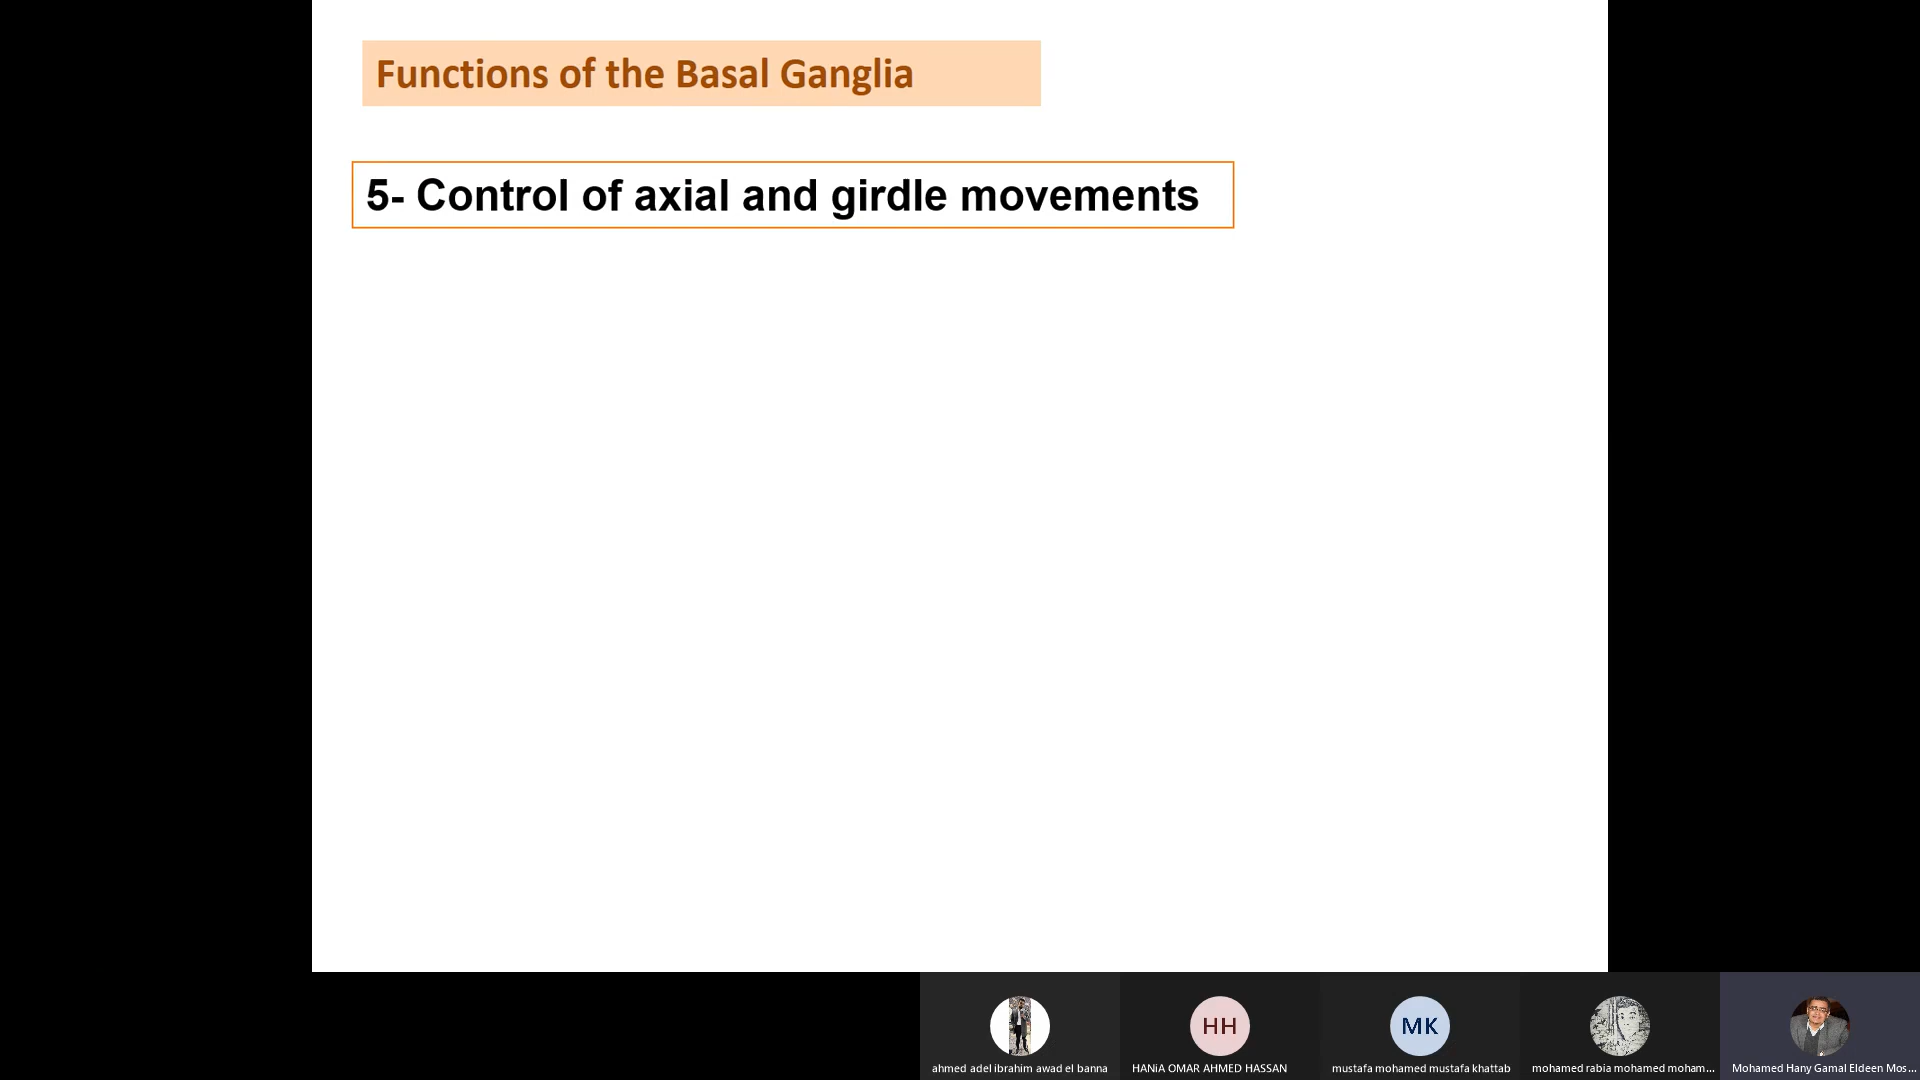 Functions of the Basal Ganglia
5- Control of axial and girdle movements
HH
MK
ahmed adel ibrahim awad el banna
HANiA OMAR AHMED HASSAN
mustafa mohamed mustafa khattab
mohamed rabia mohamed moham...
Mohamed Hany Gamal Eldeen Mos...